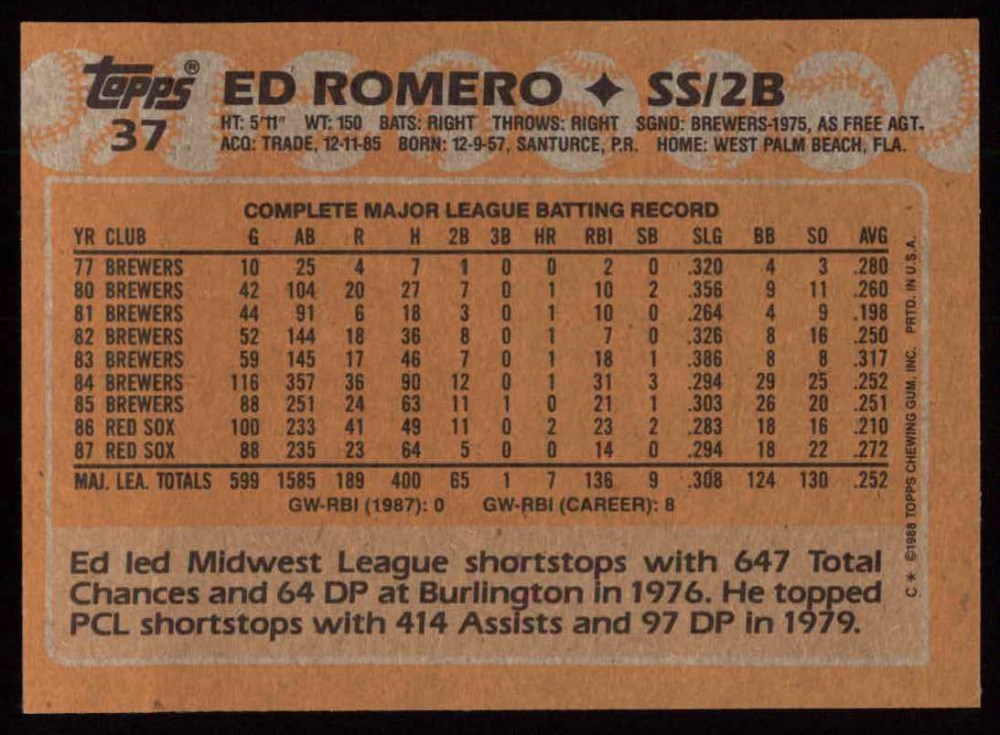 Topps® ED ROMERO ✦ SS/2B
37 HT: 5'11" WT: 150 BATS: RIGHT THROWS: RIGHT SGND: BREWERS-1975, AS FREE AGT.
ACQ: TRADE, 12-11-85 BORN: 12-9-57, SANTURCE, P.R. HOME: WEST PALM BEACH, FLA.
COMPLETE MAJOR LEAGUE BATTING RECORD
YR CLUB G AB R H 2B 3B HR RBI SB SLG BB SO AVG
77 BREWERS 10 25 4 7 1 0 0 2 0 .320 4 3 .280
80 BREWERS 42 104 20 27 7 0 1 10 2 .356 9 11 .260
81 BREWERS 44 91 6 18 3 0 1 10 0 .264 4 9 .198
82 BREWERS 52 144 18 36 8 0 1 7 0 .326 8 16 .250
83 BREWERS 59 145 17 46 7 0 1 18 1 .386 8 8 .317
84 BREWERS 116 357 36 90 12 0 1 31 3 .294 29 25 .252
85 BREWERS 88 251 24 63 11 1 0 21 1 .303 26 20 .251
86 RED SOX 100 233 41 49 11 0 2 23 2 .283 18 16 .210
87 RED SOX 88 235 23 64 5 0 0 14 0 .294 18 22 .272
MAJ. LEA. TOTALS 599 1585 189 400 65 1 7 136 9 .308 124 130 .252
GW-RBI (1987): 0 GW-RBI (CAREER): 8
Ed led Midwest League shortstops with 647 Total
Chances and 64 DP at Burlington in 1976. He topped
PCL shortstops with 414 Assists and 97 DP in 1979.
C* ©1988 TOPPS CHEWING GUM, INC. PRTD. IN U.S.A.